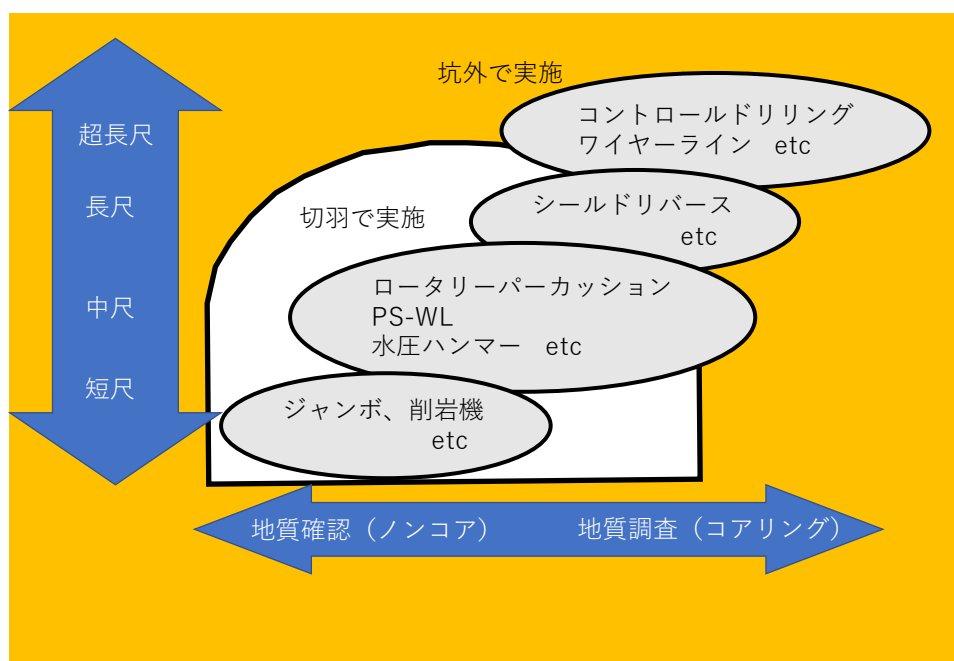 坑外で実施
コントロールドリリング
ワイヤーライン　etc
超長尺
長尺
シールドリバース
etc
切羽で実施
ロータリーパーカッション
PS-WL
水圧ハンマー　etc
中尺
短尺
ジャンボ、削岩機
etc
地質確認（ノンコア）
地質調査（コアリング）